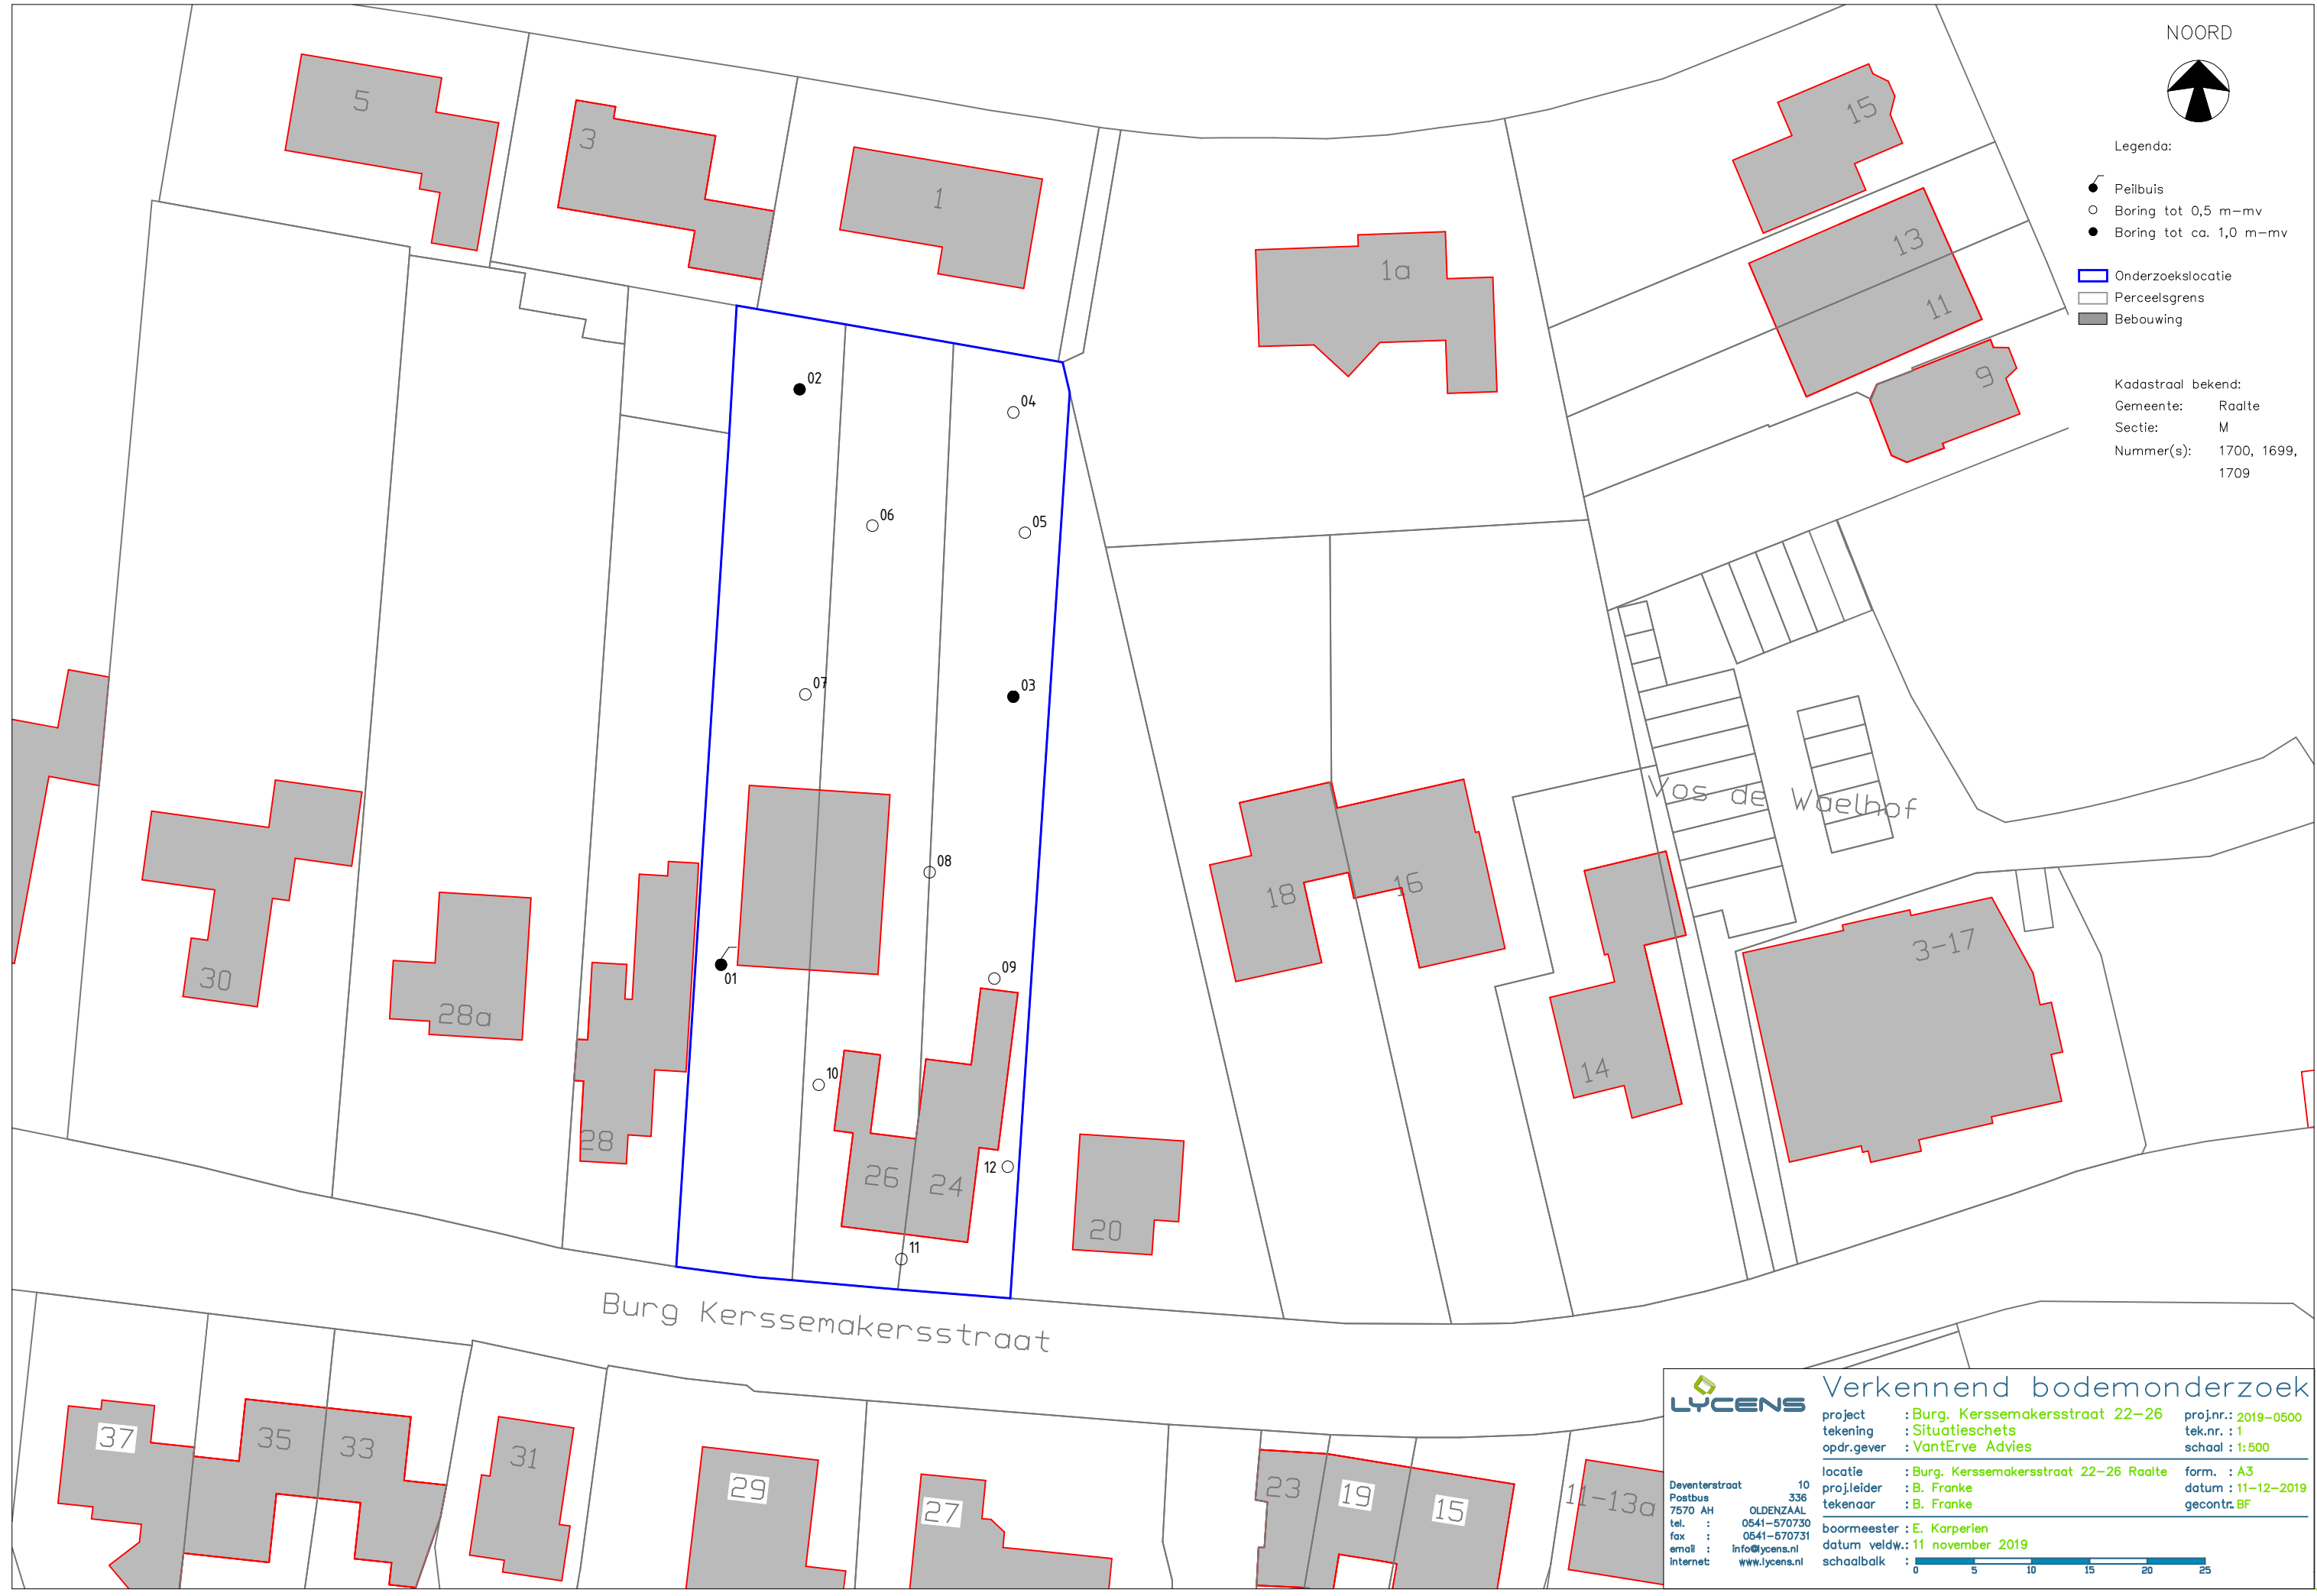 NOORD
Legenda:
Peilbuis
Boring tot 0,5 m-mv
Boring tot ca. 1,0 m-mv
Onderzoekslocatie
Perceelsgrens
Bebouwing
Kadastraal bekend:
Gemeente: Raalte
Sectie: M
Nummer(s): 1700, 1699,
1709
5
3
1
1a
15
13
11
9
02
04
06
05
07
03
08
09
01
10
12
11
30
28a
28
26
24
20
18
16
14
3-17
Vos de Waelhof
Burg Kerssemakersstraat
37
35
33
31
29
27
23
19
15
11-13a
LYCENS
Deventerstraat 10
Postbus 336
7570 AH OLDENZAAL
tel. : 0541-570730
fax : 0541-570731
email : info@lycens.nl
internet: www.lycens.nl
Verkennend bodemonderzoek
project : Burg. Kerssemakersstraat 22-26 proj.nr.: 2019-0500
tekening : Situatieschets tek.nr. : 1
opdr.gever : VantErve Advies schaal : 1:500
locatie : Burg. Kerssemakersstraat 22-26 Raalte form. : A3
proj.leider : B. Franke datum : 11-12-2019
tekenaar : B. Franke gecontr.: BF
boormeester : E. Karperien
datum veldw.: 11 november 2019
schaalbalk :
0 5 10 15 20 25